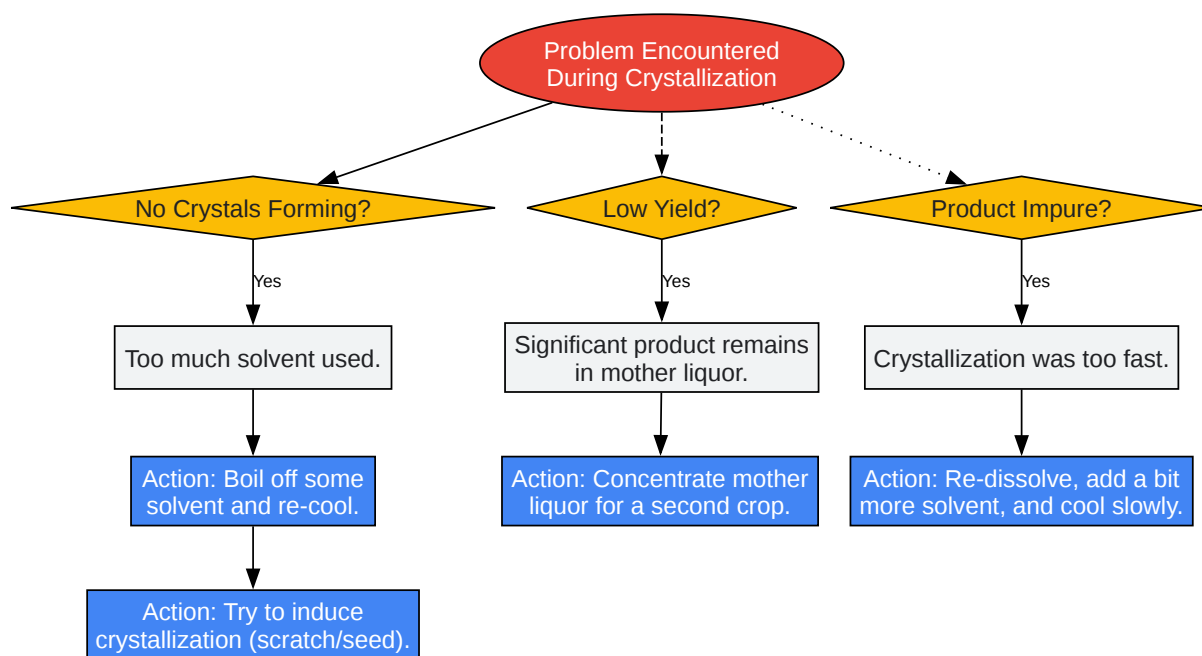 Problem Encountered
During Crystallization
No Crystals Forming?
Low Yield?
Product Impure?
Yes
Yes
Yes
Too much solvent used.
Significant product remains
in mother liquor.
Crystallization was too fast.
Action: Boil off some
solvent and re-cool.
Action: Concentrate mother
liquor for a second crop.
Action: Re-dissolve, add a bit
more solvent, and cool slowly.
Action: Try to induce
crystallization (scratch/seed).